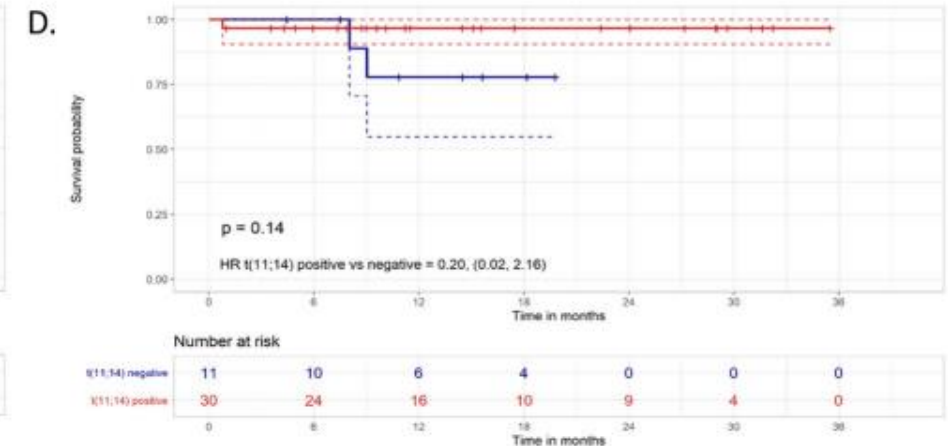 D.
Survival probability
1.00
0.75
0.50
0.25
0.00
p = 0.14
HR t(11;14) positive vs negative = 0.20, (0.02, 2.16)
0 6 12 18 24 30 36
Time in months
Number at risk
t(11;14) negative 11 10 6 4 0 0 0
t(11;14) positive 30 24 16 10 9 4 0
0 6 12 18 24 30 36
Time in months